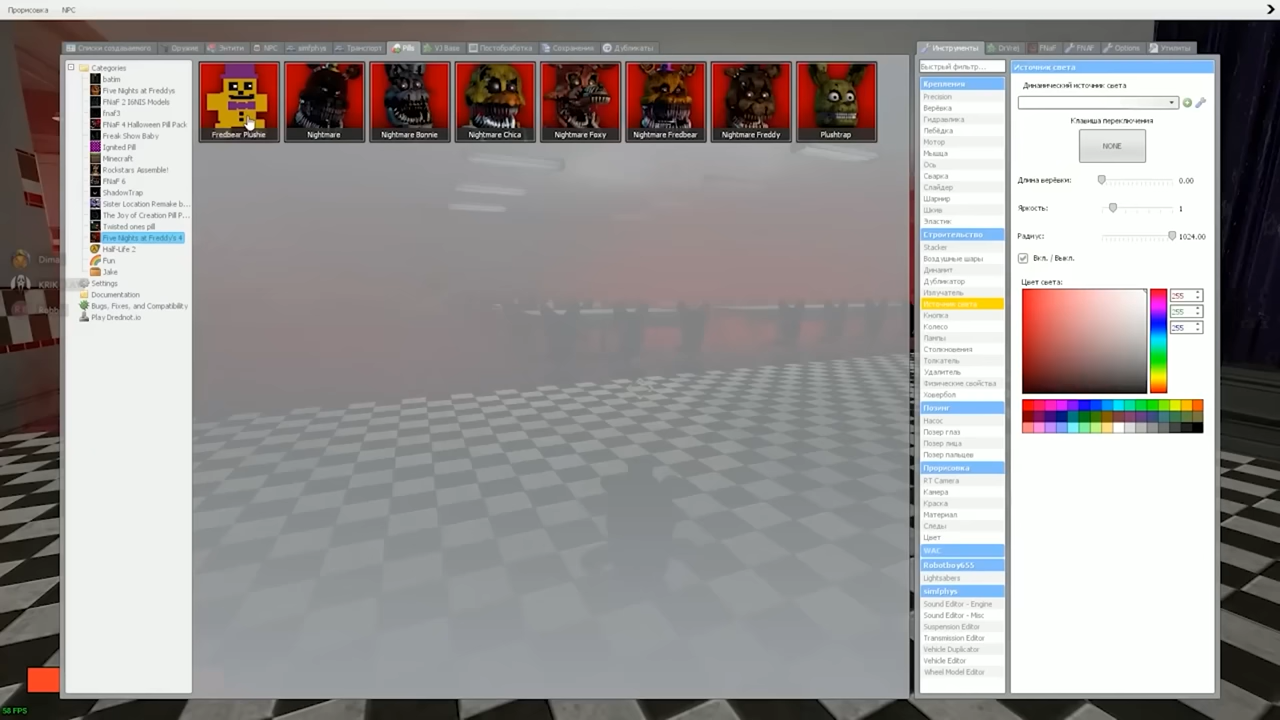 Прорисовка NPC
Списки создаваемого Оружие Энтити NPC simfphys Транспорт Pills VJ Base Постобработка Сохранения Дубликаты
Инструменты Drive FNaF FNAF Options Утилиты
Categories
batim
Five Nights at Freddys
FNaF 2 16NIS Models
fnaf3
FNAF 4 Halloween Pill Pack
Freak Show Baby
Ignited Pill
Minecraft
Rockstars Assemble!
FNaF 6
ShadowTrap
Sister Location Remake b...
The Joy of Creation Pill P...
Twisted ones pill
Five Nights at Freddy's 4
Half-Life 2
Fun
Jake
Settings
Documentation
Bugs, Fixes, and Compatibility
Play Drednot.io
Fredbear Plushie
Nightmare
Nightmare Bonnie
Nightmare Chica
Nightmare Foxy
Nightmare Fredbear
Nightmare Freddy
Plushtrap
Быстрый фильтр...
Крепления
Precision
Верёвка
Гидравлика
Лебёдка
Мотор
Мышца
Ось
Сварка
Слайдер
Шарнир
Шкив
Эластик
Строительство
Stacker
Воздушные шары
Динамит
Дубликатор
Излучатель
Источник света
Кнопка
Колесо
Лампы
Столкновения
Толкатель
Удалитель
Физические свойства
Ховербол
Позинг
Насос
Позер глаз
Позер лица
Позер пальцев
Прорисовка
RT Camera
Камера
Краска
Материал
Следы
Цвет
WAC
Robotboy655
Lightsabers
simfphys
Sound Editor - Engine
Sound Editor - Misc
Suspension Editor
Transmission Editor
Vehicle Duplicator
Vehicle Editor
Wheel Model Editor
Источник света
Динамический источник света
Клавиша переключения
NONE
Длина верёвки: 0.00
Яркость: 1
Радиус: 1024.00
Вкл. / Выкл.
Цвет света:
255
255
255
Dima
KRIK
58 FPS